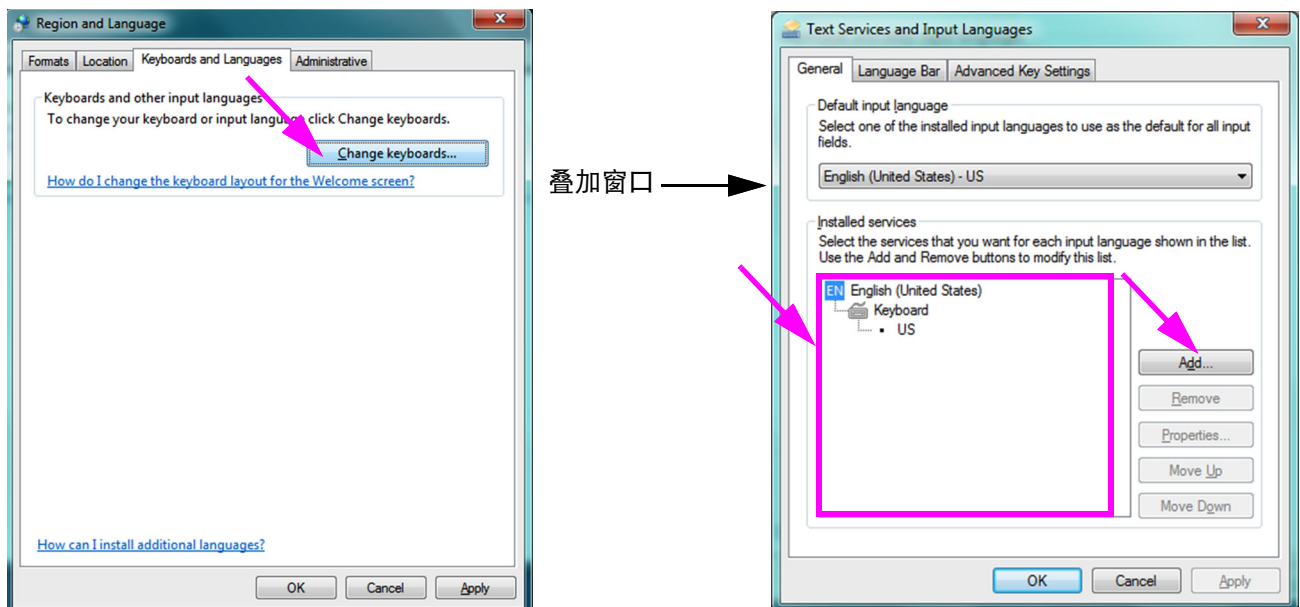 Region and Language
Formats Location Keyboards and Languages Administrative
Keyboards and other input languages
To change your keyboard or input language click Change keyboards.
Change keyboards...
How do I change the keyboard layout for the Welcome screen?
How can I install additional languages?
OK Cancel Apply
叠加窗口
Text Services and Input Languages
General Language Bar Advanced Key Settings
Default input language
Select one of the installed input languages to use as the default for all input
fields.
English (United States) - US
Installed services
Select the services that you want for each input language shown in the list.
Use the Add and Remove buttons to modify this list.
EN English (United States)
Keyboard
US
Add...
Remove
Properties...
Move Up
Move Down
OK Cancel Apply